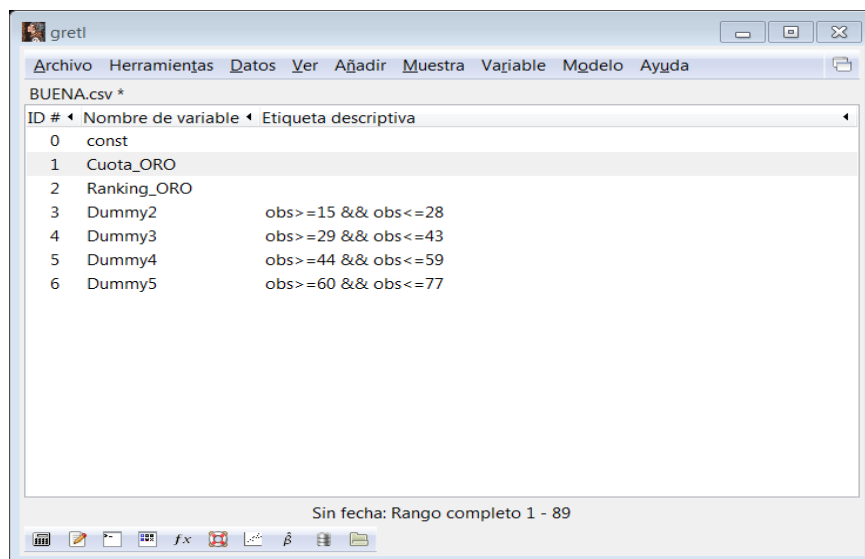 gretl
Archivo Herramientas Datos Ver Añadir Muestra Variable Modelo Ayuda
BUENA.csv *
ID # Nombre de variable Etiqueta descriptiva
0 const
1 Cuota_ORO
2 Ranking_ORO
3 Dummy2 obs>=15 && obs<=28
4 Dummy3 obs>=29 && obs<=43
5 Dummy4 obs>=44 && obs<=59
6 Dummy5 obs>=60 && obs<=77
Sin fecha: Rango completo 1 - 89
fx β̂